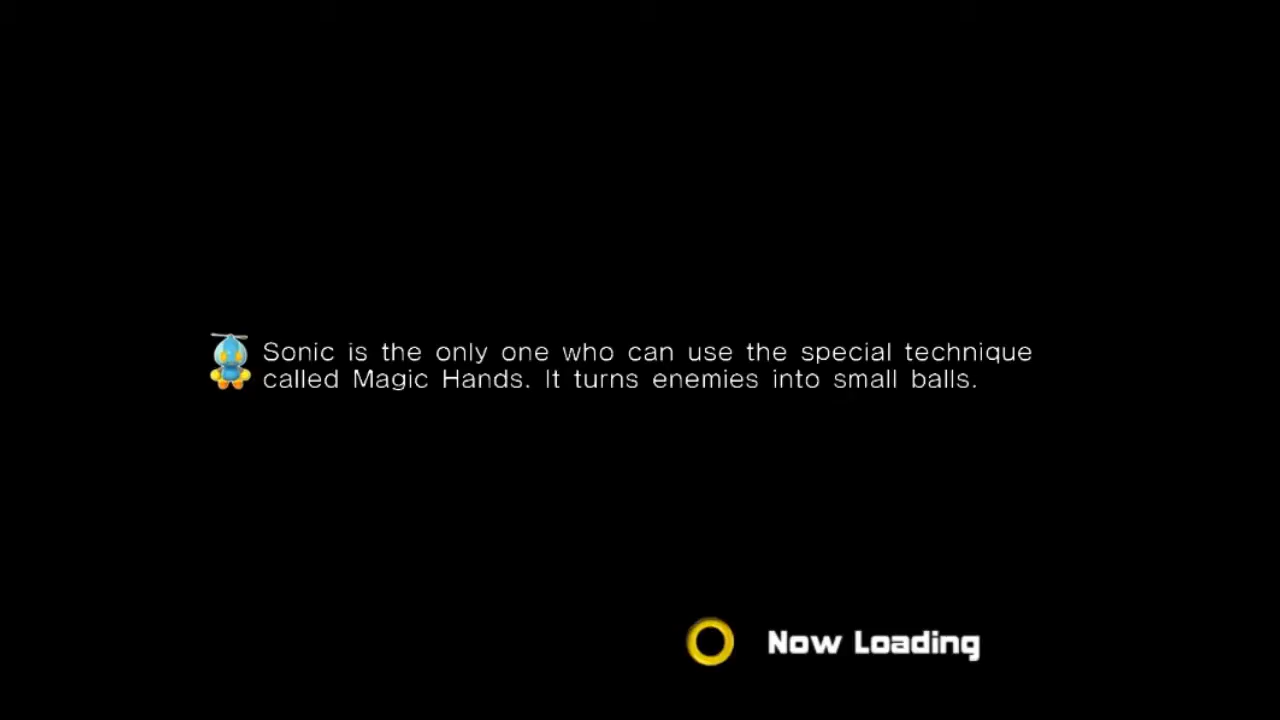 Sonic is the only one who can use the special technique
called Magic Hands. It turns enemies into small balls.
Now Loading